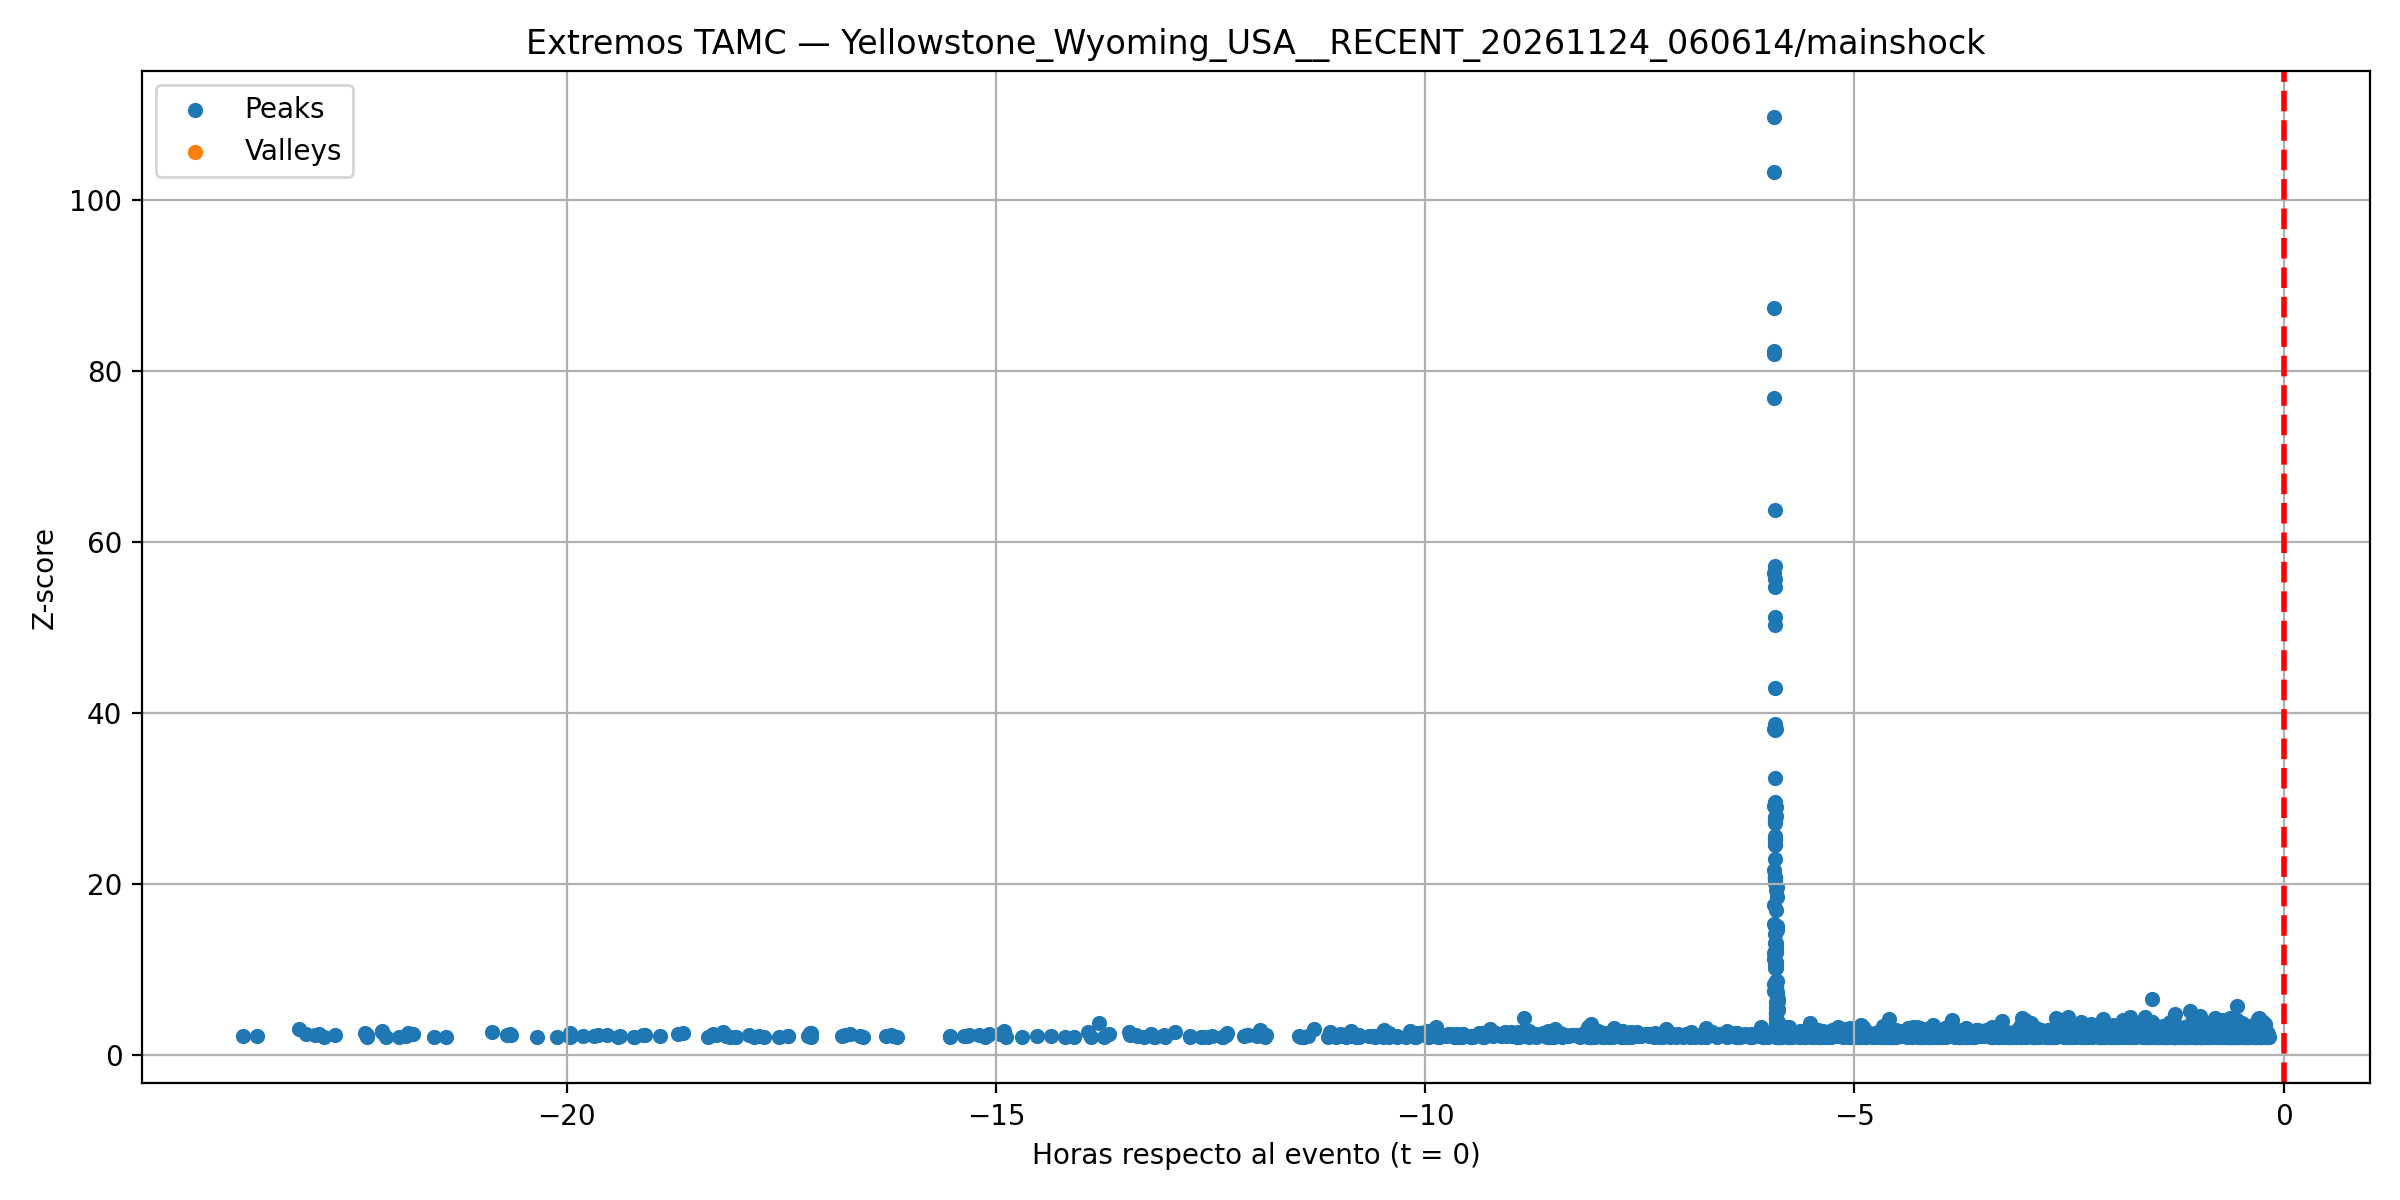 Extremos TAMC — Yellowstone_Wyoming_USA__RECENT_20261124_060614/mainshock
Peaks
Valleys
100
80
60
40
20
0
Z-score
−20
−15
−10
−5
0
Horas respecto al evento (t = 0)